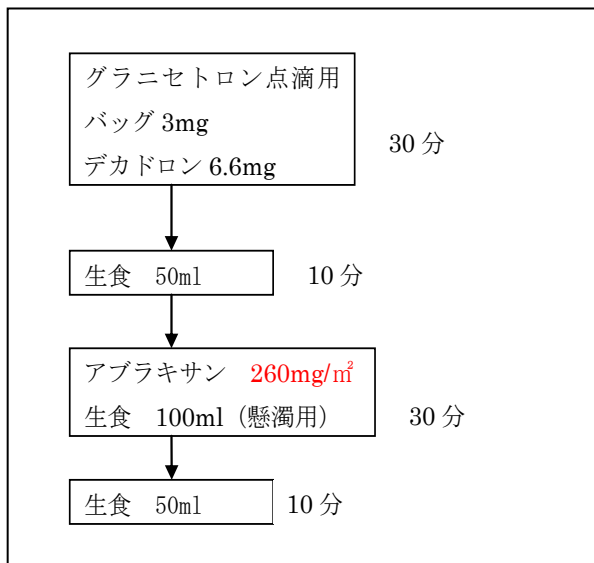 グラニセトロン点滴用
バッグ 3mg
デカドロン 6.6mg
30 分
生食　50ml
10 分
アブラキサン　260mg/㎡
生食　100ml（懸濁用）
30 分
生食　50ml
10 分